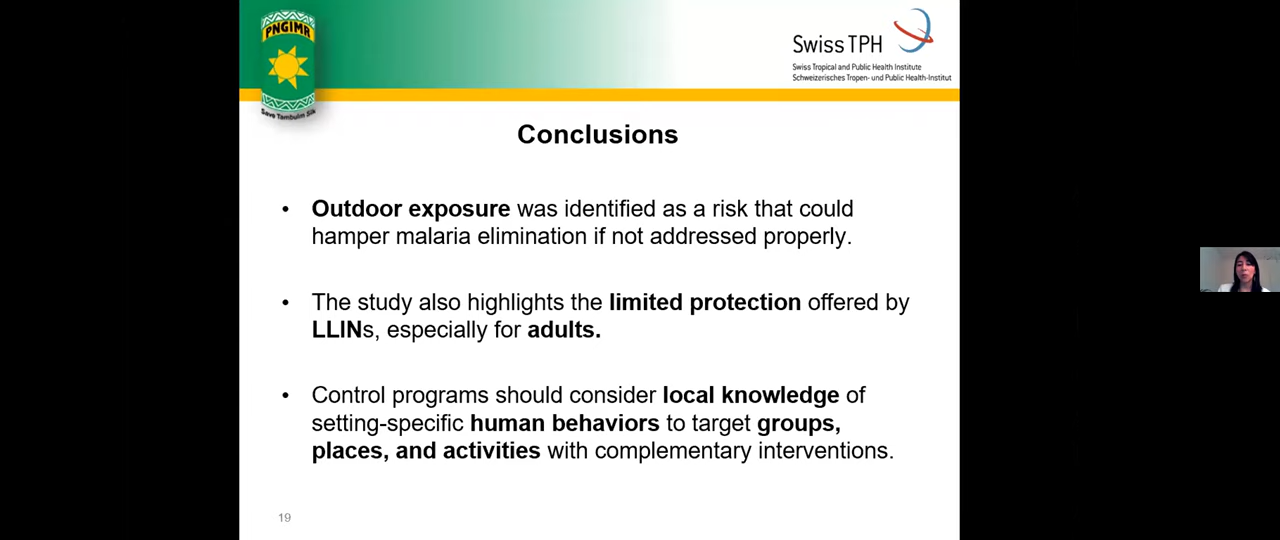 PNGIMR
Save Tambuim Sik
Swiss TPH
Swiss Tropical and Public Health Institute
Schweizerisches Tropen- und Public Health-Institut
Conclusions
• Outdoor exposure was identified as a risk that could
hamper malaria elimination if not addressed properly.
• The study also highlights the limited protection offered by
LLINs, especially for adults.
• Control programs should consider local knowledge of
setting-specific human behaviors to target groups,
places, and activities with complementary interventions.
19